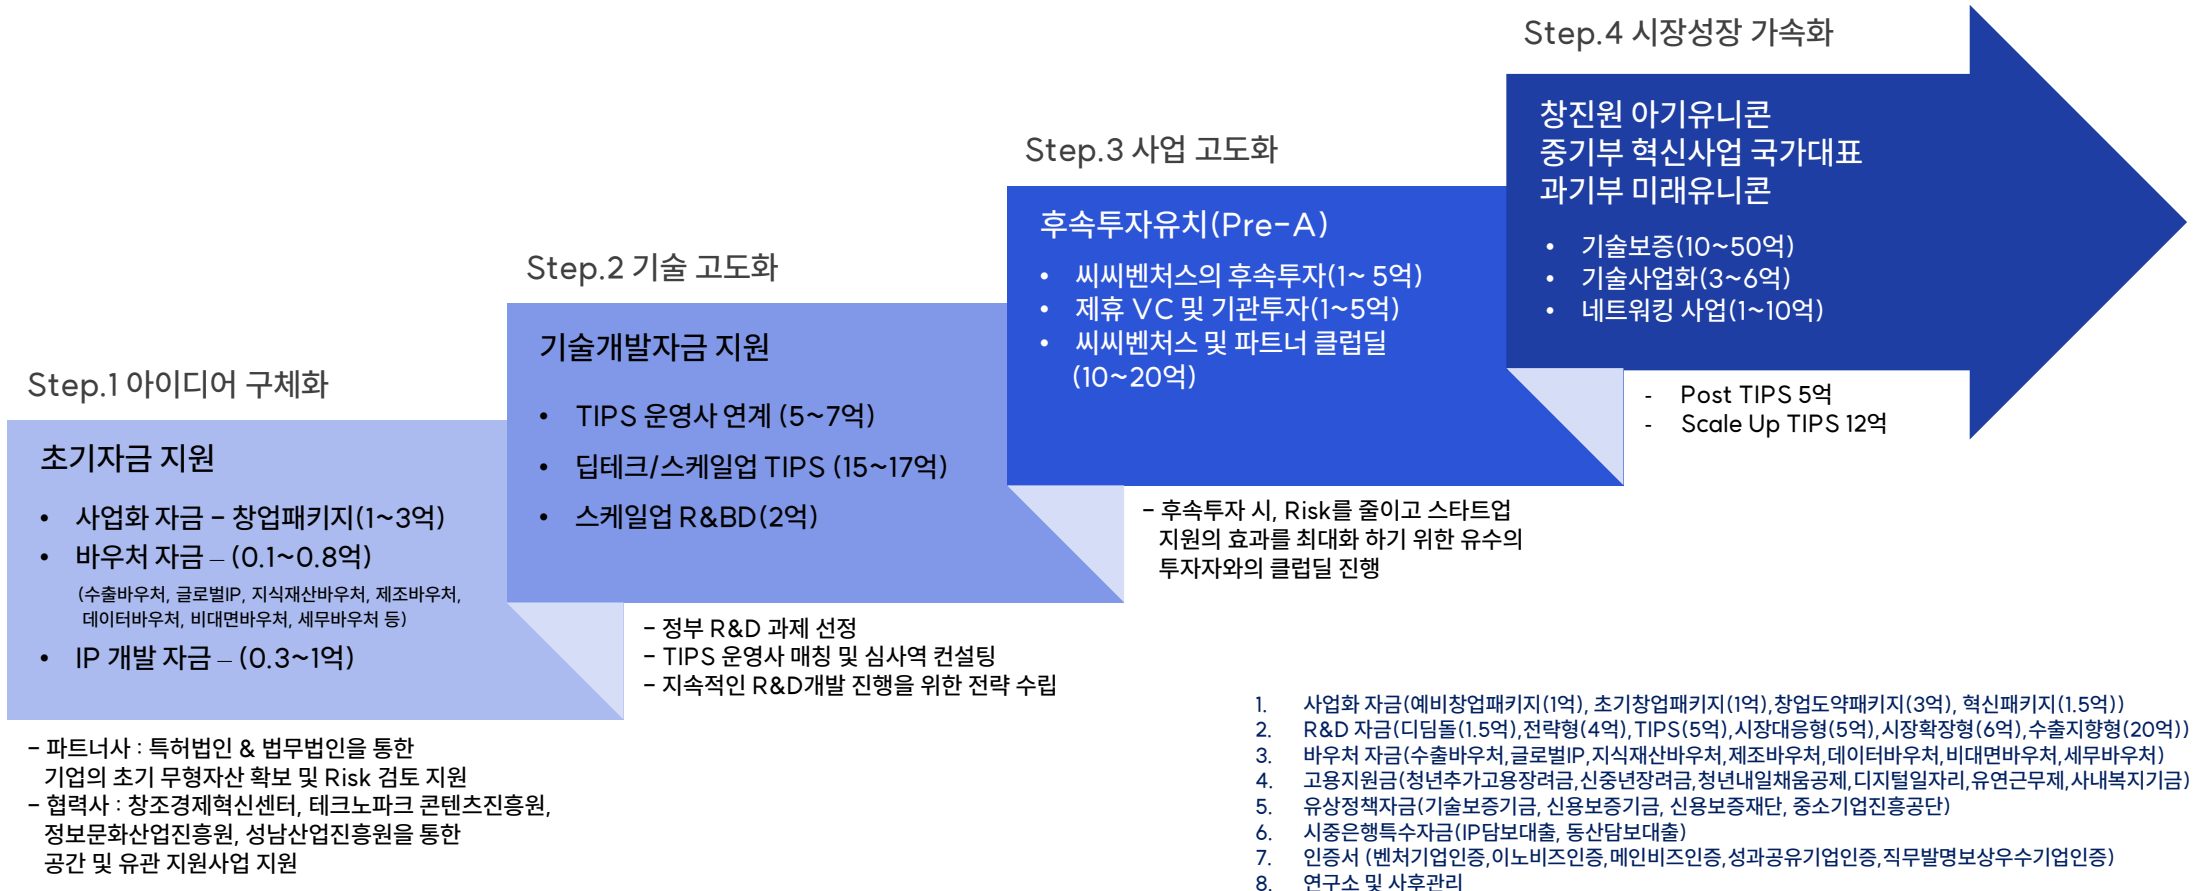 Step.1 아이디어 구체화
초기자금 지원
• 사업화 자금 – 창업패키지(1~3억)
• 바우처 자금 – (0.1~0.8억)
(수출바우처, 글로벌IP, 지식재산바우처, 제조바우처,
데이터바우처, 비대면바우처, 세무바우처 등)
• IP 개발 자금 – (0.3~1억)
– 파트너사 : 특허법인 & 법무법인을 통한
기업의 초기 무형자산 확보 및 Risk 검토 지원
– 협력사 : 창조경제혁신센터, 테크노파크 콘텐츠진흥원,
정보문화산업진흥원, 성남산업진흥원을 통한
공간 및 유관 지원사업 지원
Step.2 기술 고도화
기술개발자금 지원
• TIPS 운영사 연계 (5~7억)
• 딥테크/스케일업 TIPS (15~17억)
• 스케일업 R&BD(2억)
– 정부 R&D 과제 선정
– TIPS 운영사 매칭 및 심사역 컨설팅
– 지속적인 R&D개발 진행을 위한 전략 수립
Step.3 사업 고도화
후속투자유치(Pre-A)
• 씨씨벤처스의 후속투자(1~ 5억)
• 제휴 VC 및 기관투자(1~5억)
• 씨씨벤처스 및 파트너 클럽딜
(10~20억)
– 후속투자 시, Risk를 줄이고 스타트업
지원의 효과를 최대화 하기 위한 유수의
투자자와의 클럽딜 진행
Step.4 시장성장 가속화
창진원 아기유니콘
중기부 혁신사업 국가대표
과기부 미래유니콘
• 기술보증(10~50억)
• 기술사업화(3~6억)
• 네트워킹 사업(1~10억)
- Post TIPS 5억
- Scale Up TIPS 12억
1. 사업화 자금(예비창업패키지(1억), 초기창업패키지(1억),창업도약패키지(3억), 혁신패키지(1.5억))
2. R&D 자금(디딤돌(1.5억),전략형(4억),TIPS(5억),시장대응형(5억),시장확장형(6억),수출지향형(20억))
3. 바우처 자금(수출바우처,글로벌IP,지식재산바우처,제조바우처,데이터바우처,비대면바우처,세무바우처)
4. 고용지원금(청년추가고용장려금,신중년장려금,청년내일채움공제,디지털일자리,유연근무제,사내복지기금)
5. 유상정책자금(기술보증기금, 신용보증기금, 신용보증재단, 중소기업진흥공단)
6. 시중은행특수자금(IP담보대출, 동산담보대출)
7. 인증서 (벤처기업인증,이노비즈인증,메인비즈인증,성과공유기업인증,직무발명보상우수기업인증)
8. 연구소 및 사후관리